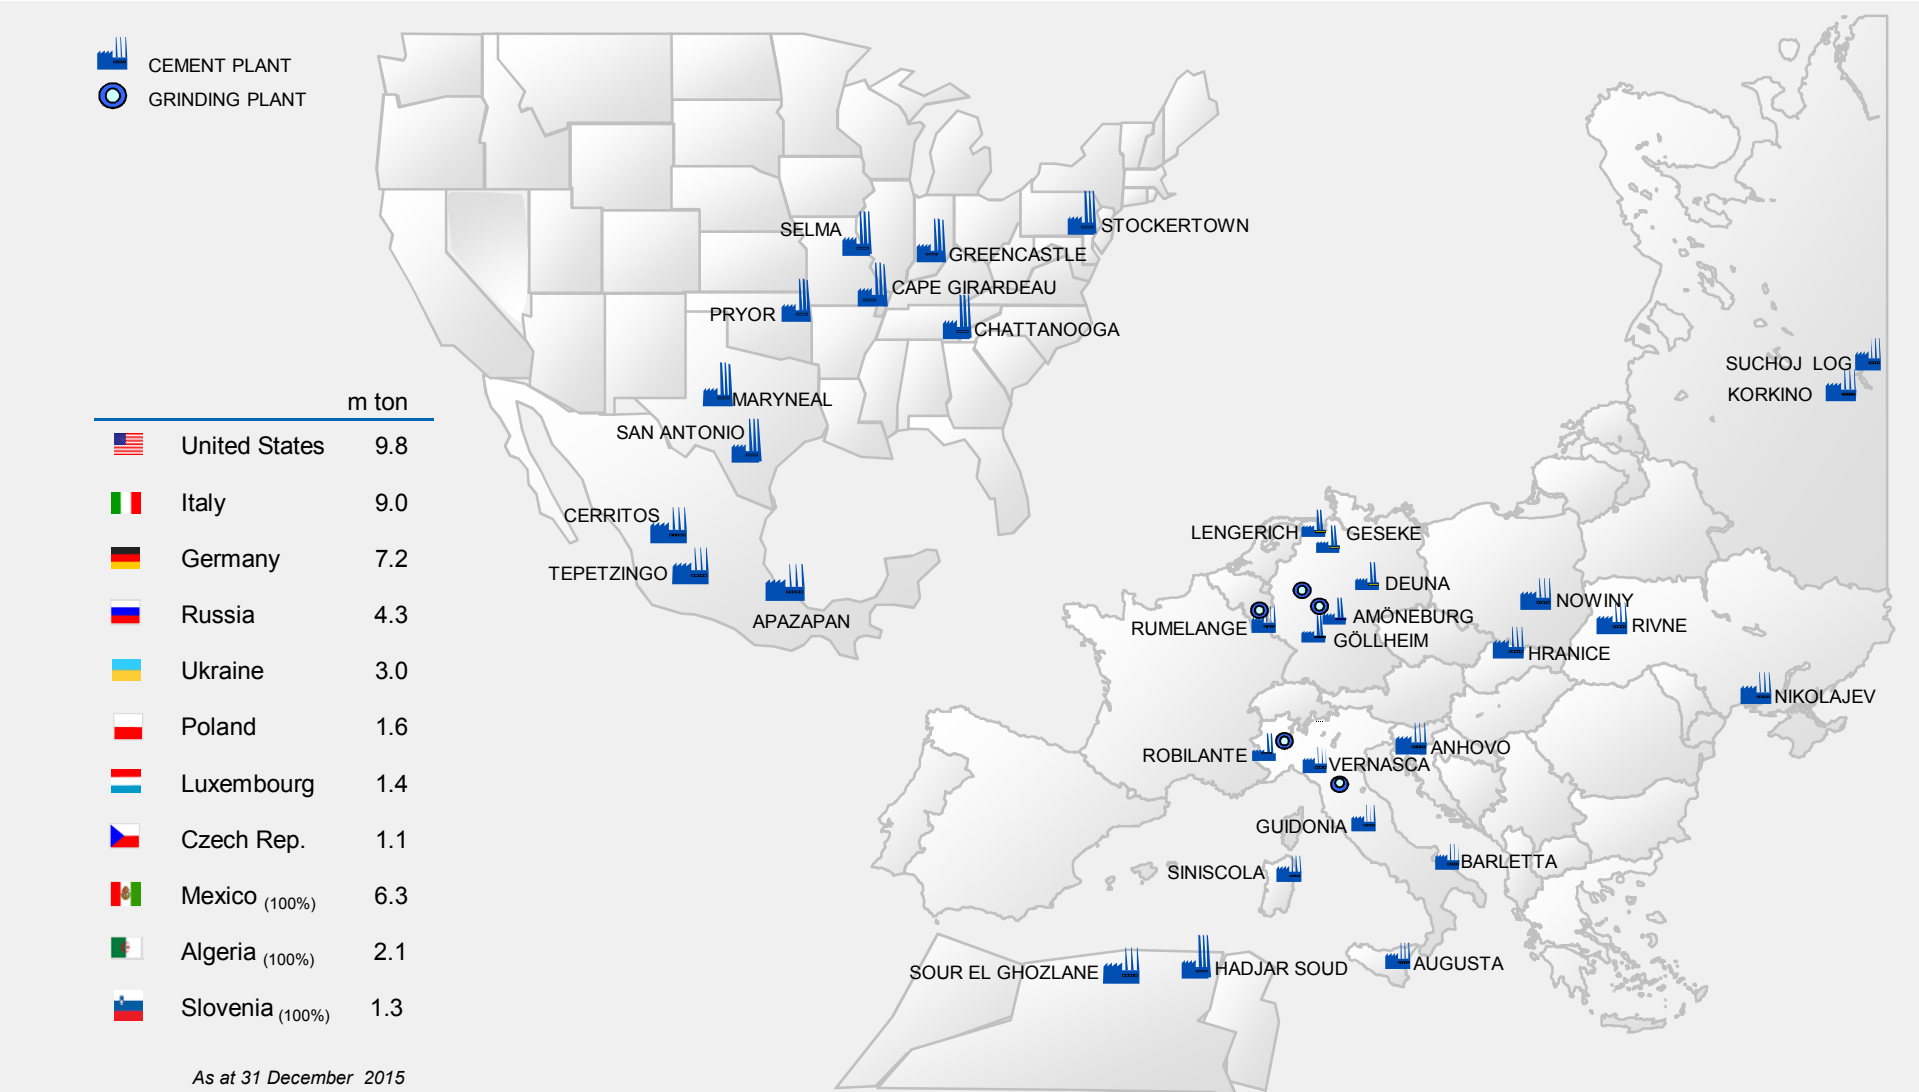 CEMENT PLANT
GRINDING PLANT
SELMA
STOCKERTOWN
GREENCASTLE
CAPE GIRARDEAU
PRYOR
CHATTANOOGA
MARYNEAL
SAN ANTONIO
CERRITOS
TEPETZINGO
APAZAPAN
SUCHOJ LOG
KORKINO
LENGERICH
GESEKE
DEUNA
NOWINY
AMÖNEBURG
RUMELANGE
RIVNE
GÖLLHEIM
HRANICE
NIKOLAJEV
ANHOVO
ROBILANTE
VERNASCA
GUIDONIA
BARLETTA
SINISCOLA
AUGUSTA
SOUR EL GHOZLANE
HADJAR SOUD
m ton
United States 9.8
Italy 9.0
Germany 7.2
Russia 4.3
Ukraine 3.0
Poland 1.6
Luxembourg 1.4
Czech Rep. 1.1
Mexico (100%) 6.3
Algeria (100%) 2.1
Slovenia (100%) 1.3
As at 31 December 2015